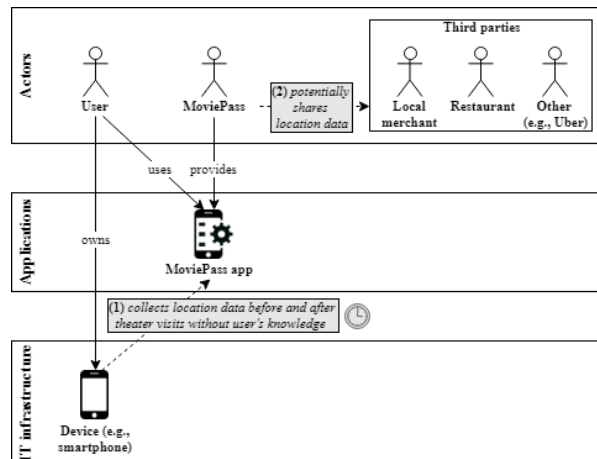 Actors
Third parties
User
MoviePass
(2) potentially
shares
location data
Local
merchant
Restaurant
Other
(e.g., Uber)
uses
provides
owns
Applications
MoviePass app
(1) collects location data before and after
theater visits without user's knowledge
IT infrastructure
Device (e.g.,
smartphone)